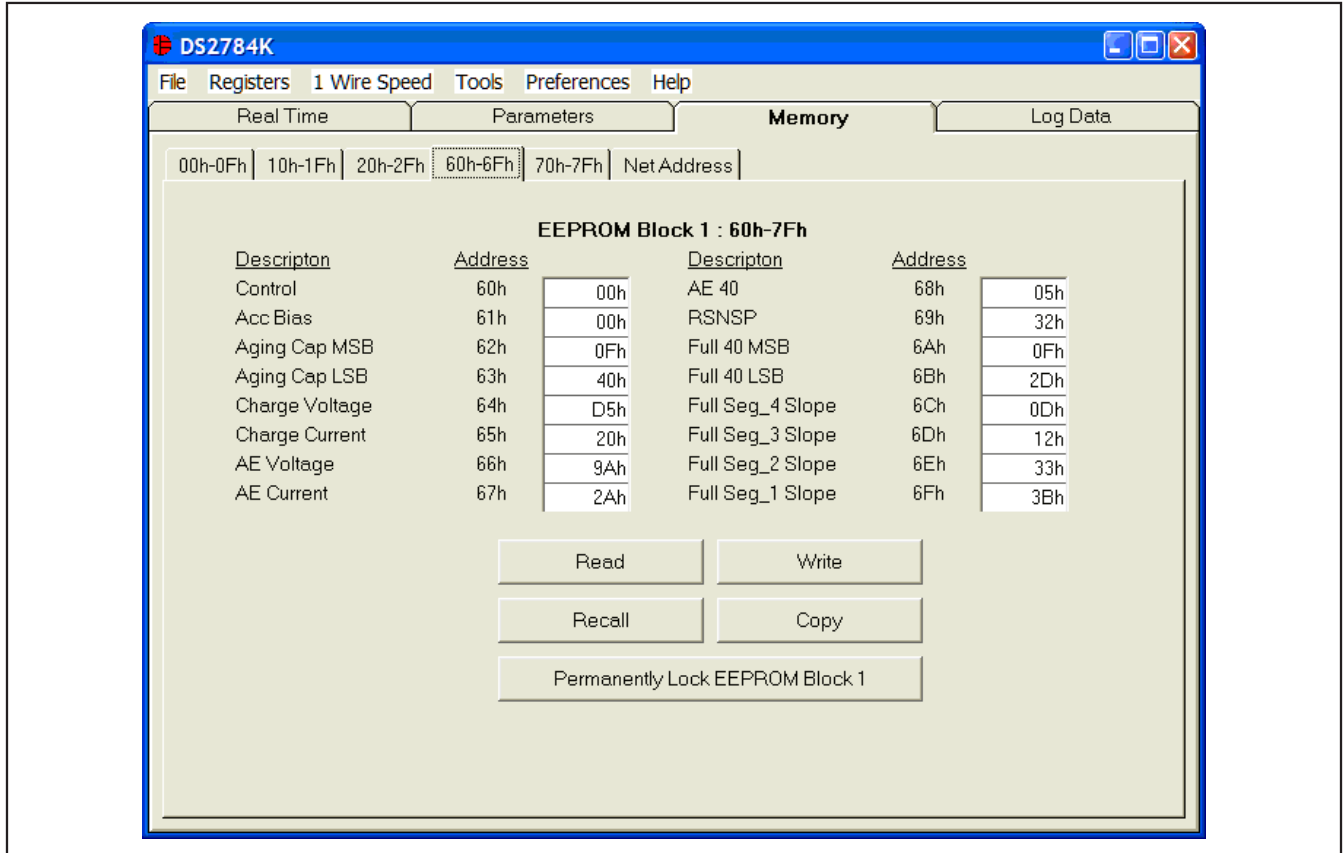 DS2784K
File Registers 1 Wire Speed Tools Preferences Help
Real Time Parameters Memory Log Data
00h-0Fh 10h-1Fh 20h-2Fh 60h-6Fh 70h-7Fh Net Address
EEPROM Block 1 : 60h-7Fh
Descripton Address Descripton Address
Control 60h 00h AE 40 68h 05h
Acc Bias 61h 00h RSNSP 69h 32h
Aging Cap MSB 62h 0Fh Full 40 MSB 6Ah 0Fh
Aging Cap LSB 63h 40h Full 40 LSB 6Bh 2Dh
Charge Voltage 64h D5h Full Seg_4 Slope 6Ch 0Dh
Charge Current 65h 20h Full Seg_3 Slope 6Dh 12h
AE Voltage 66h 9Ah Full Seg_2 Slope 6Eh 33h
AE Current 67h 2Ah Full Seg_1 Slope 6Fh 3Bh
Read Write
Recall Copy
Permanently Lock EEPROM Block 1